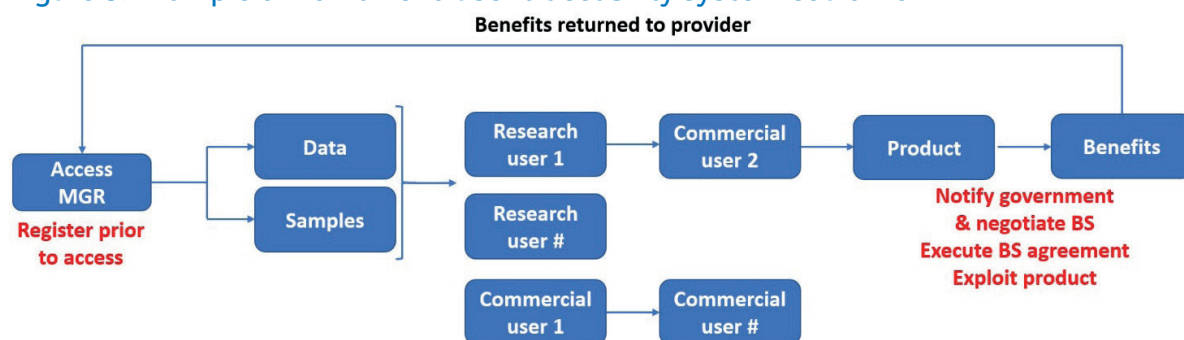 Benefits returned to provider
Data
Samples
Access
MGR
Register prior
to access
Research
user 1
Commercial
user 2
Product
Benefits
Research
user #
Notify government
& negotiate BS
Execute BS agreement
Exploit product
Commercial
user 1
Commercial
user #